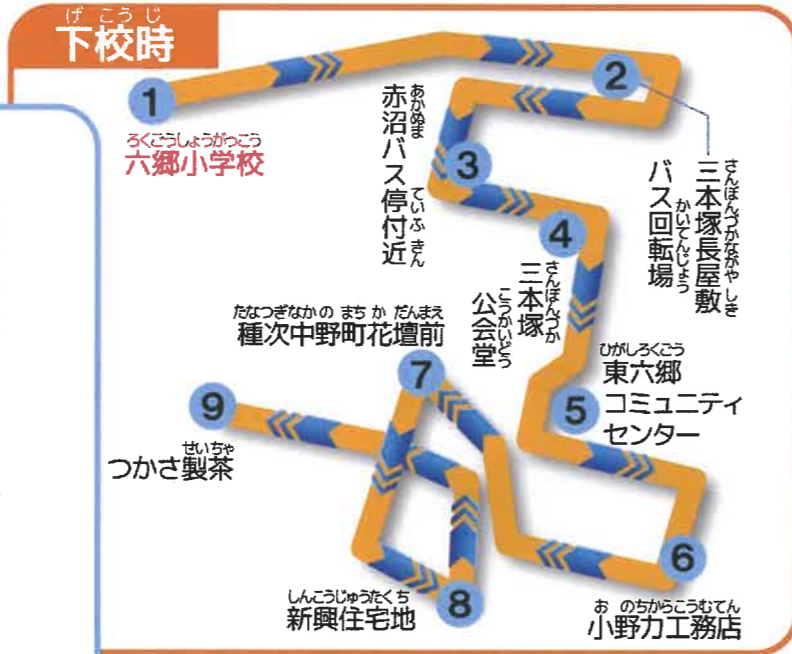 げこうじ
下校時
1
ろくごうしょうがっこう
六郷小学校
2
さんぼんづかながやしき
三本塚長屋敷
かいてんじょう
バス回転場
あかぬま
赤沼バス停付近
ていふきん
3
4
さんぼんづか
三本塚
こうかいどう
公会堂
ひがしろくごう
東六郷
5
コミュニティ
センター
6
おのちからこうむてん
小野力工務店
たなつぎなかのまちかだんまえ
種次中野町花壇前
7
しんこうじゅうたくち
新興住宅地
8
9
せいちゃ
つかさ製茶